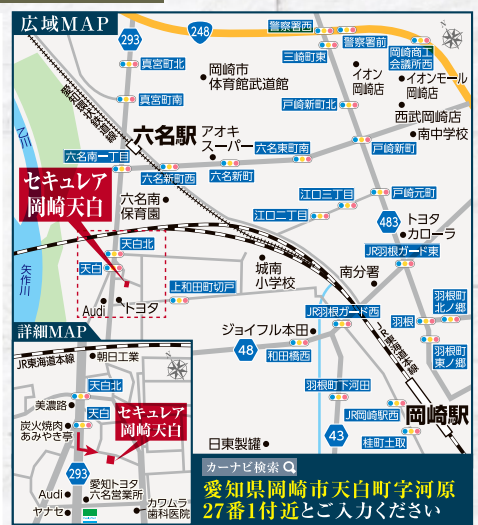 広域MAP
293
248
警察署西
警察署前
三崎町東
岡崎商工
会議所西
真宮町北
岡崎市
体育館武道館
イオン
岡崎店
イオンモール
岡崎店
愛知環状鉄道線
真宮町南
戸崎新町北
西武岡崎店
乙川
六名駅
アオキ
スーパー
南中学校
六名南一丁目
六名東町南
戸崎新町
六名新町西
六名新町
セキュレア
岡崎天白
六名南
保育園
江口三丁目
戸崎元町
江口二丁目
483
トヨタ
カローラ
天白北
JR羽根ガード東
矢作川
天白
城南
小学校
南分署
上和田町切戸
羽根町
北ノ郷
Audi
トヨタ
JR羽根ガード西
羽根
詳細MAP
ジョイフル本田
JR東海道本線
48
和田橋西
羽根町
東ノ郷
JR東海道本線
朝日工業
羽根町下河田
天白北
美濃路
天白
セキュレア
岡崎天白
JR岡崎駅西
岡崎駅
炭火焼肉
あみやき亭
43
桂町土取
日東製罐
293
カーナビ検索
愛知トヨタ
六名営業所
Audi
ヤナセ
カワムラ
歯科医院
愛知県岡崎市天白町字河原
27番1付近とご入力ください